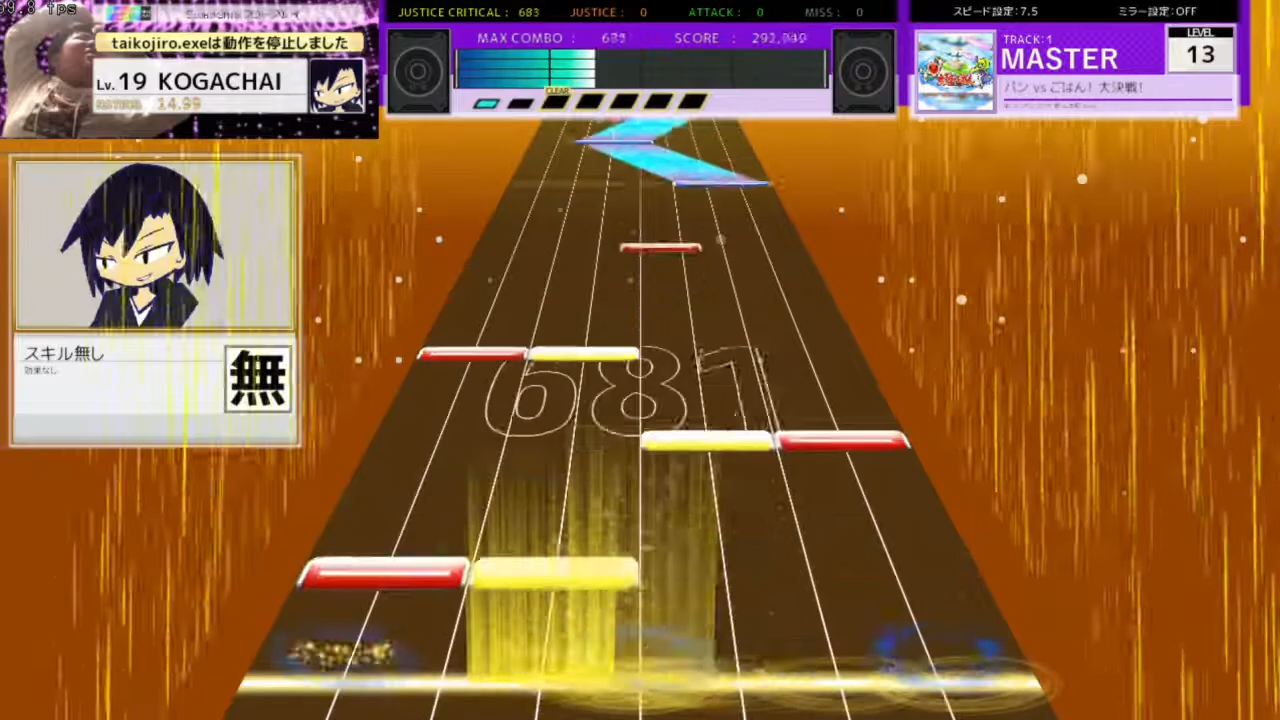 59.8 fps
taikojiro.exeは動作を停止しました
Lv. 19 KOGACHAI
14.99
JUSTICE CRITICAL : 683 JUSTICE : 0 ATTACK : 0 MISS : 0
MAX COMBO : 683 SCORE :
CLEAR
スピード設定:7.5 ミラー設定:OFF
TRACK:1
MASTER
LEVEL
13
パン vs ごはん! 大決戦!
スキル無し
効果なし
無
681